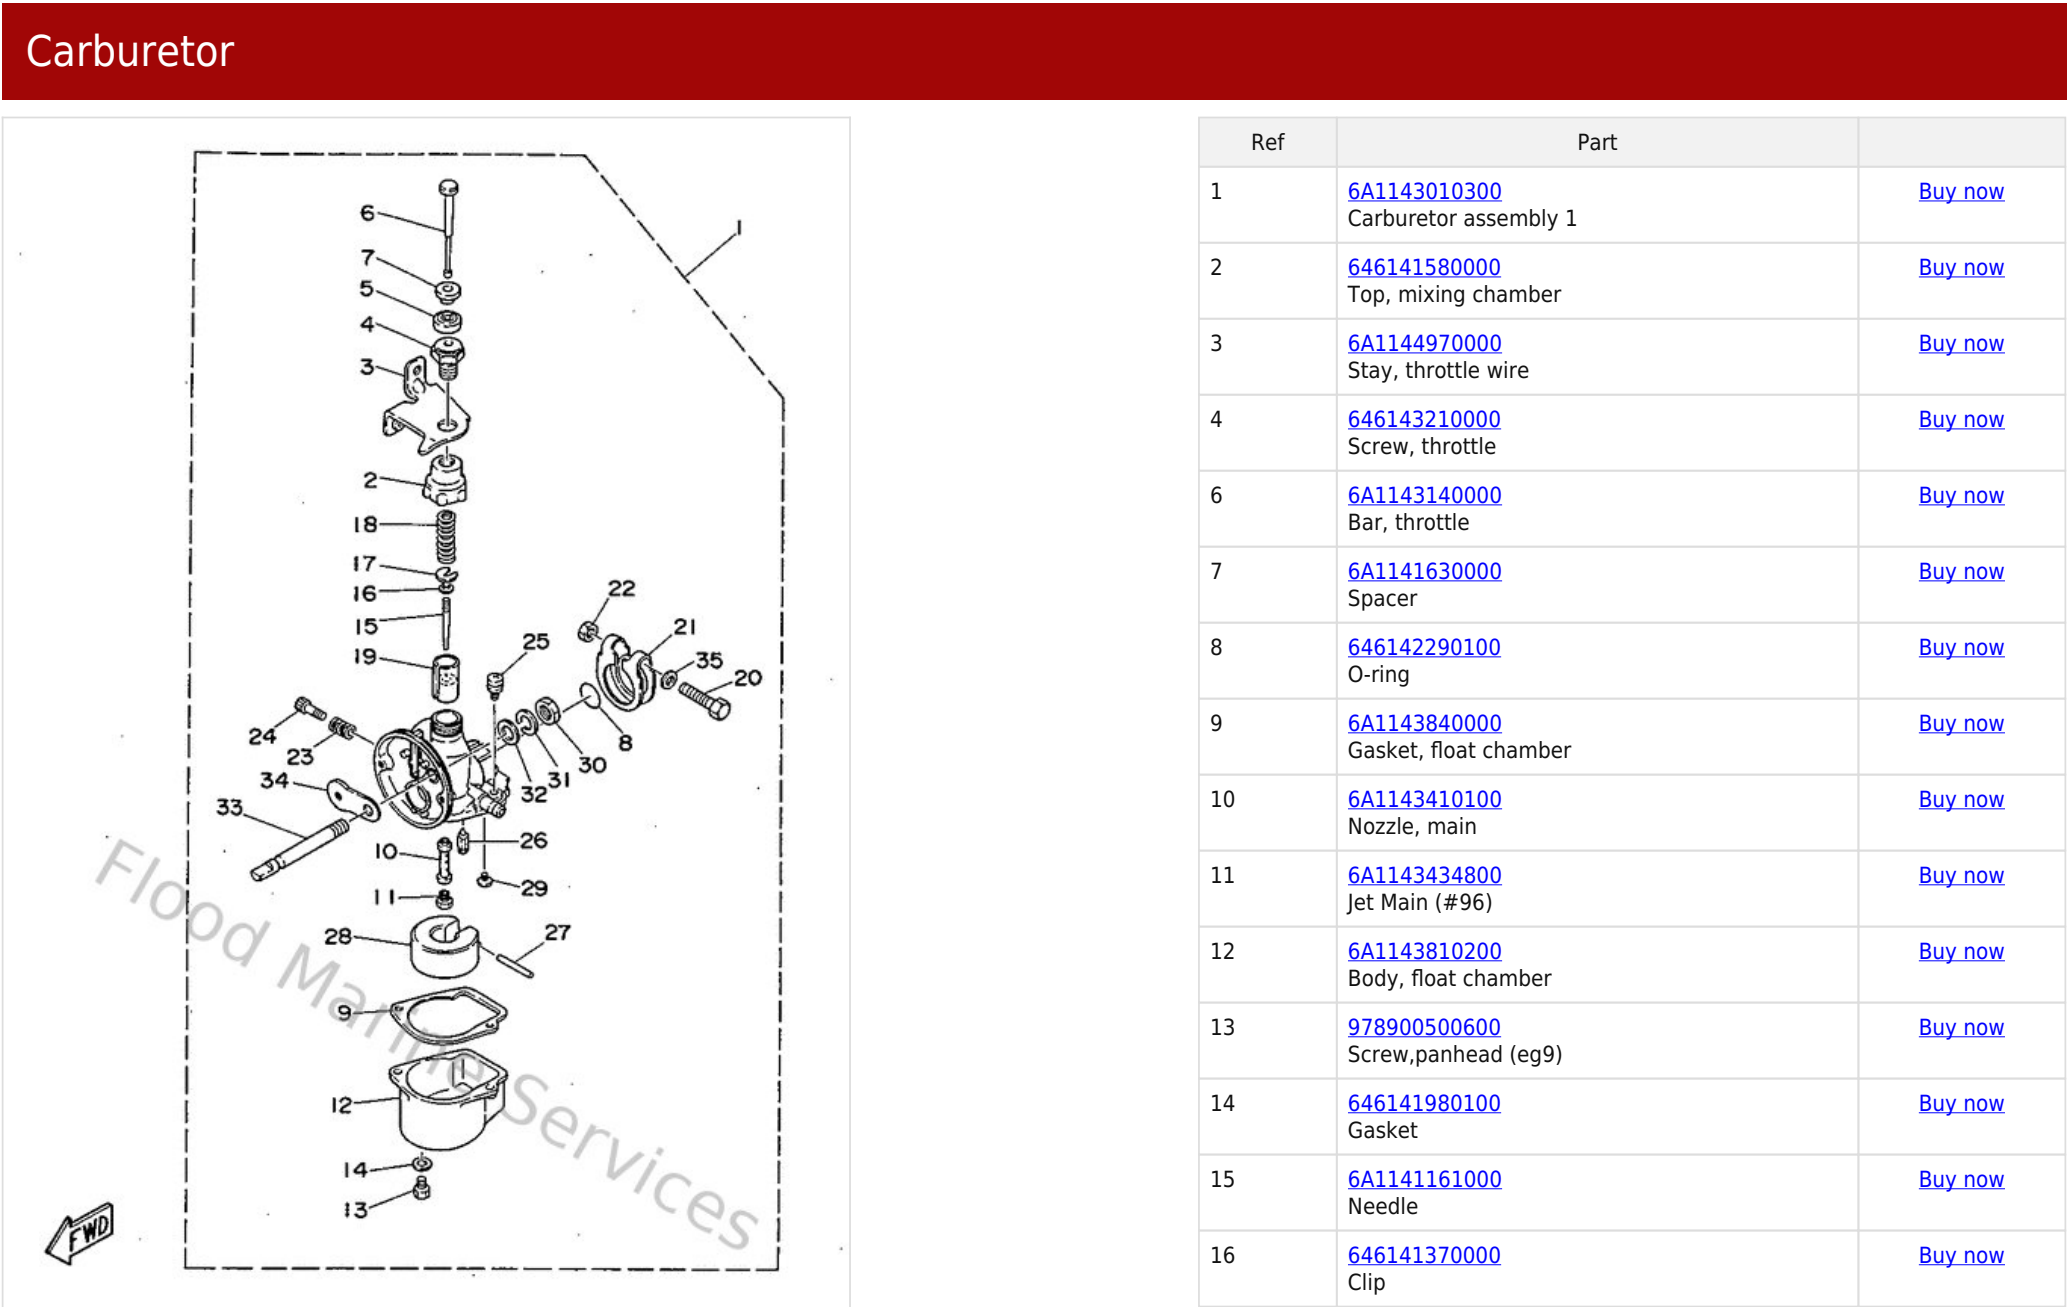 Carburetor
1
6
7
5
4
3
2
18
17
16
15
19
22
21
35
20
25
24
23
8
30
31
32
34
33
26
10
29
11
28
27
9
12
14
13
FWD
Flood Marine Services
Ref Part
1 6A1143010300 Buy now
Carburetor assembly 1
2 646141580000 Buy now
Top, mixing chamber
3 6A1144970000 Buy now
Stay, throttle wire
4 646143210000 Buy now
Screw, throttle
6 6A1143140000 Buy now
Bar, throttle
7 6A1141630000 Buy now
Spacer
8 646142290100 Buy now
O-ring
9 6A1143840000 Buy now
Gasket, float chamber
10 6A1143410100 Buy now
Nozzle, main
11 6A1143434800 Buy now
Jet Main (#96)
12 6A1143810200 Buy now
Body, float chamber
13 978900500600 Buy now
Screw,panhead (eg9)
14 646141980100 Buy now
Gasket
15 6A1141161000 Buy now
Needle
16 646141370000 Buy now
Clip